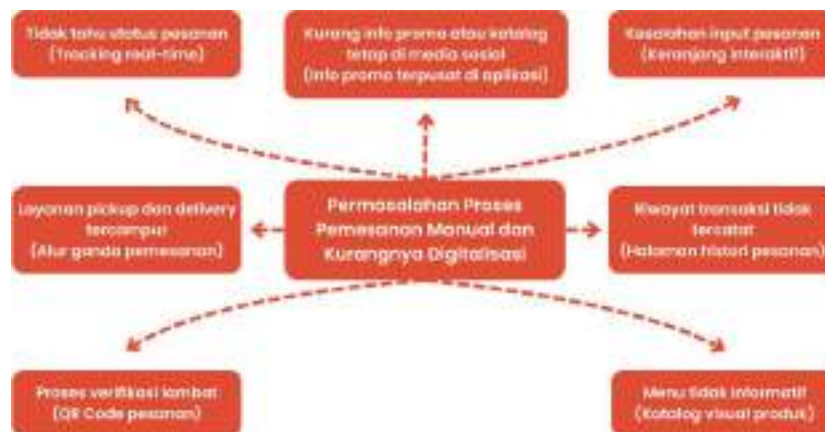 Tidak tahu status pesanan
(Tracking real-time)
Kurang info promo atau katalog
tetap di media sosial
(Info promo terpusat di aplikasi)
Kesalahan input pesanan
(Keranjang interaktif)
Layanan pickup dan delivery
tercampur
(Alur ganda pemesanan)
Permasalahan Proses
Pemesanan Manual dan
Kurangnya Digitalisasi
Riwayat transaksi tidak
tercatat
(Halaman histori pesanan)
Proses verifikasi lambat
(QR Code pesanan)
Menu tidak informatif
(Katalog visual produk)